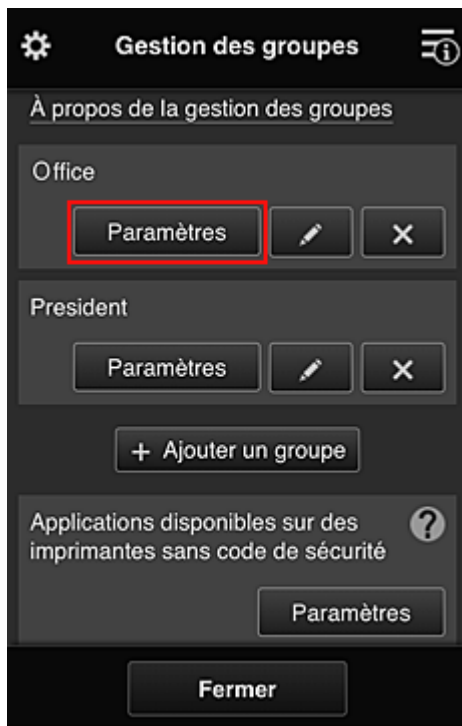 Gestion des groupes
À propos de la gestion des groupes
Office
Paramètres
President
Paramètres
+ Ajouter un groupe
Applications disponibles sur des
imprimantes sans code de sécurité
?
Paramètres
Fermer